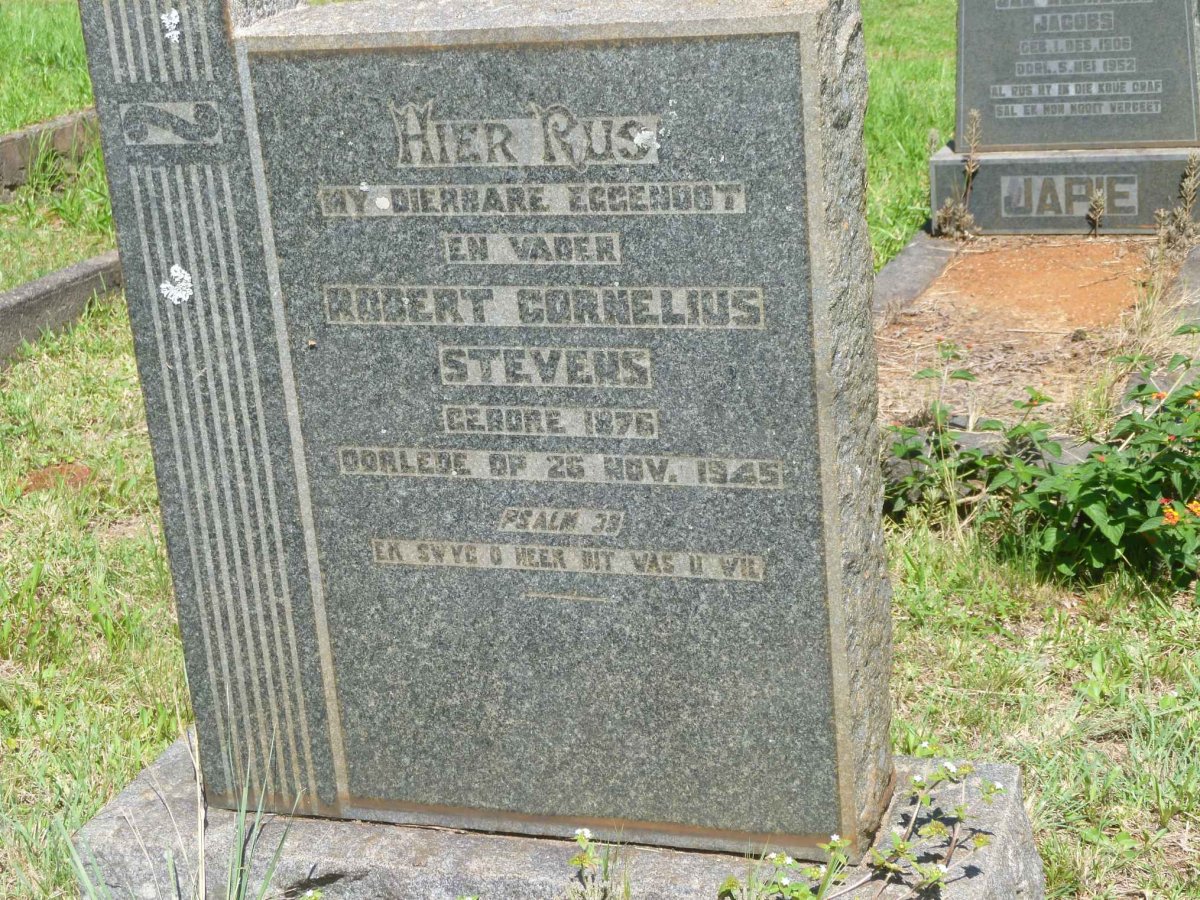 HIER RUS
MY DIERBARE EGGENOOT
EN VADER
ROBERT CORNELIUS
STEVENS
GEBORE 1876
OORLEDE OP 26 NOV. 1945
PSALM 39
EK SWYG O HEER DIT WAS U WIL
JACOBS
GEB. 1. DES. 1906
OORL. 5. MEI 1952
AL RUS HY IN DIE KOUE GRAF
SAL EK HOM NOOIT VERGEET
JAPIE